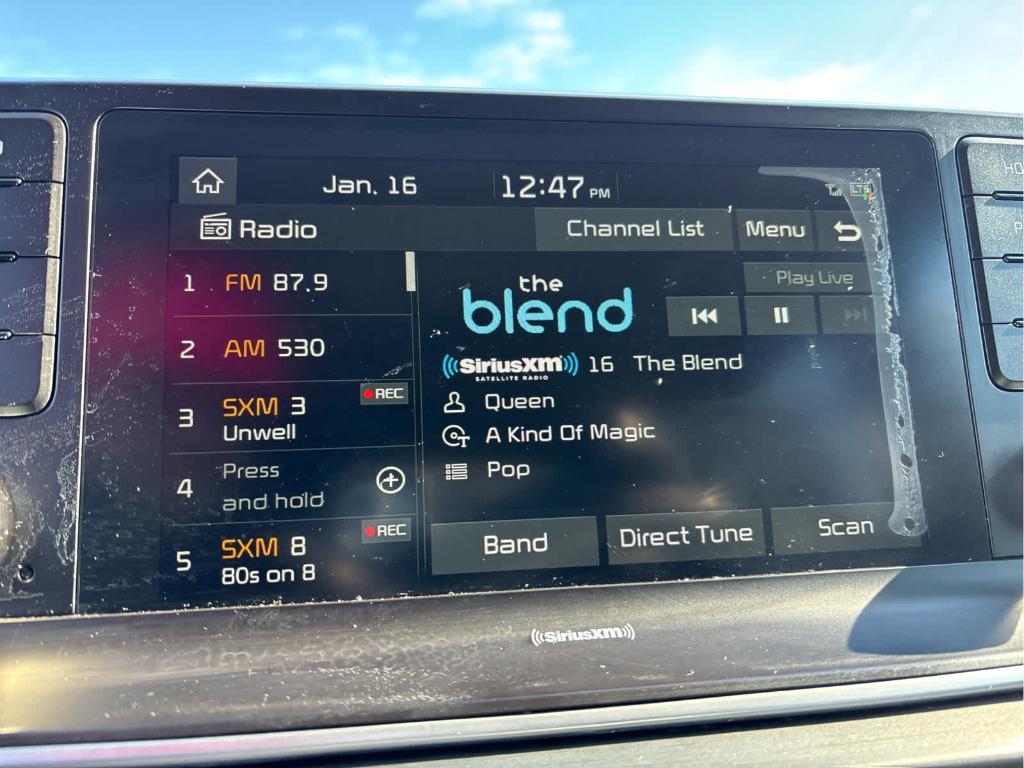 Jan. 16
12:47 PM
LTE
Radio
Channel List
Menu
1 FM 87.9
2 AM 530
3 SXM 3
REC
Unwell
4 Press
and hold
5 SXM 8
REC
80s on 8
the
blend
Play Live
SiriusXM
SATELLITE RADIO
16 The Blend
Queen
A Kind Of Magic
Pop
Band
Direct Tune
Scan
SiriusXM
HO
P